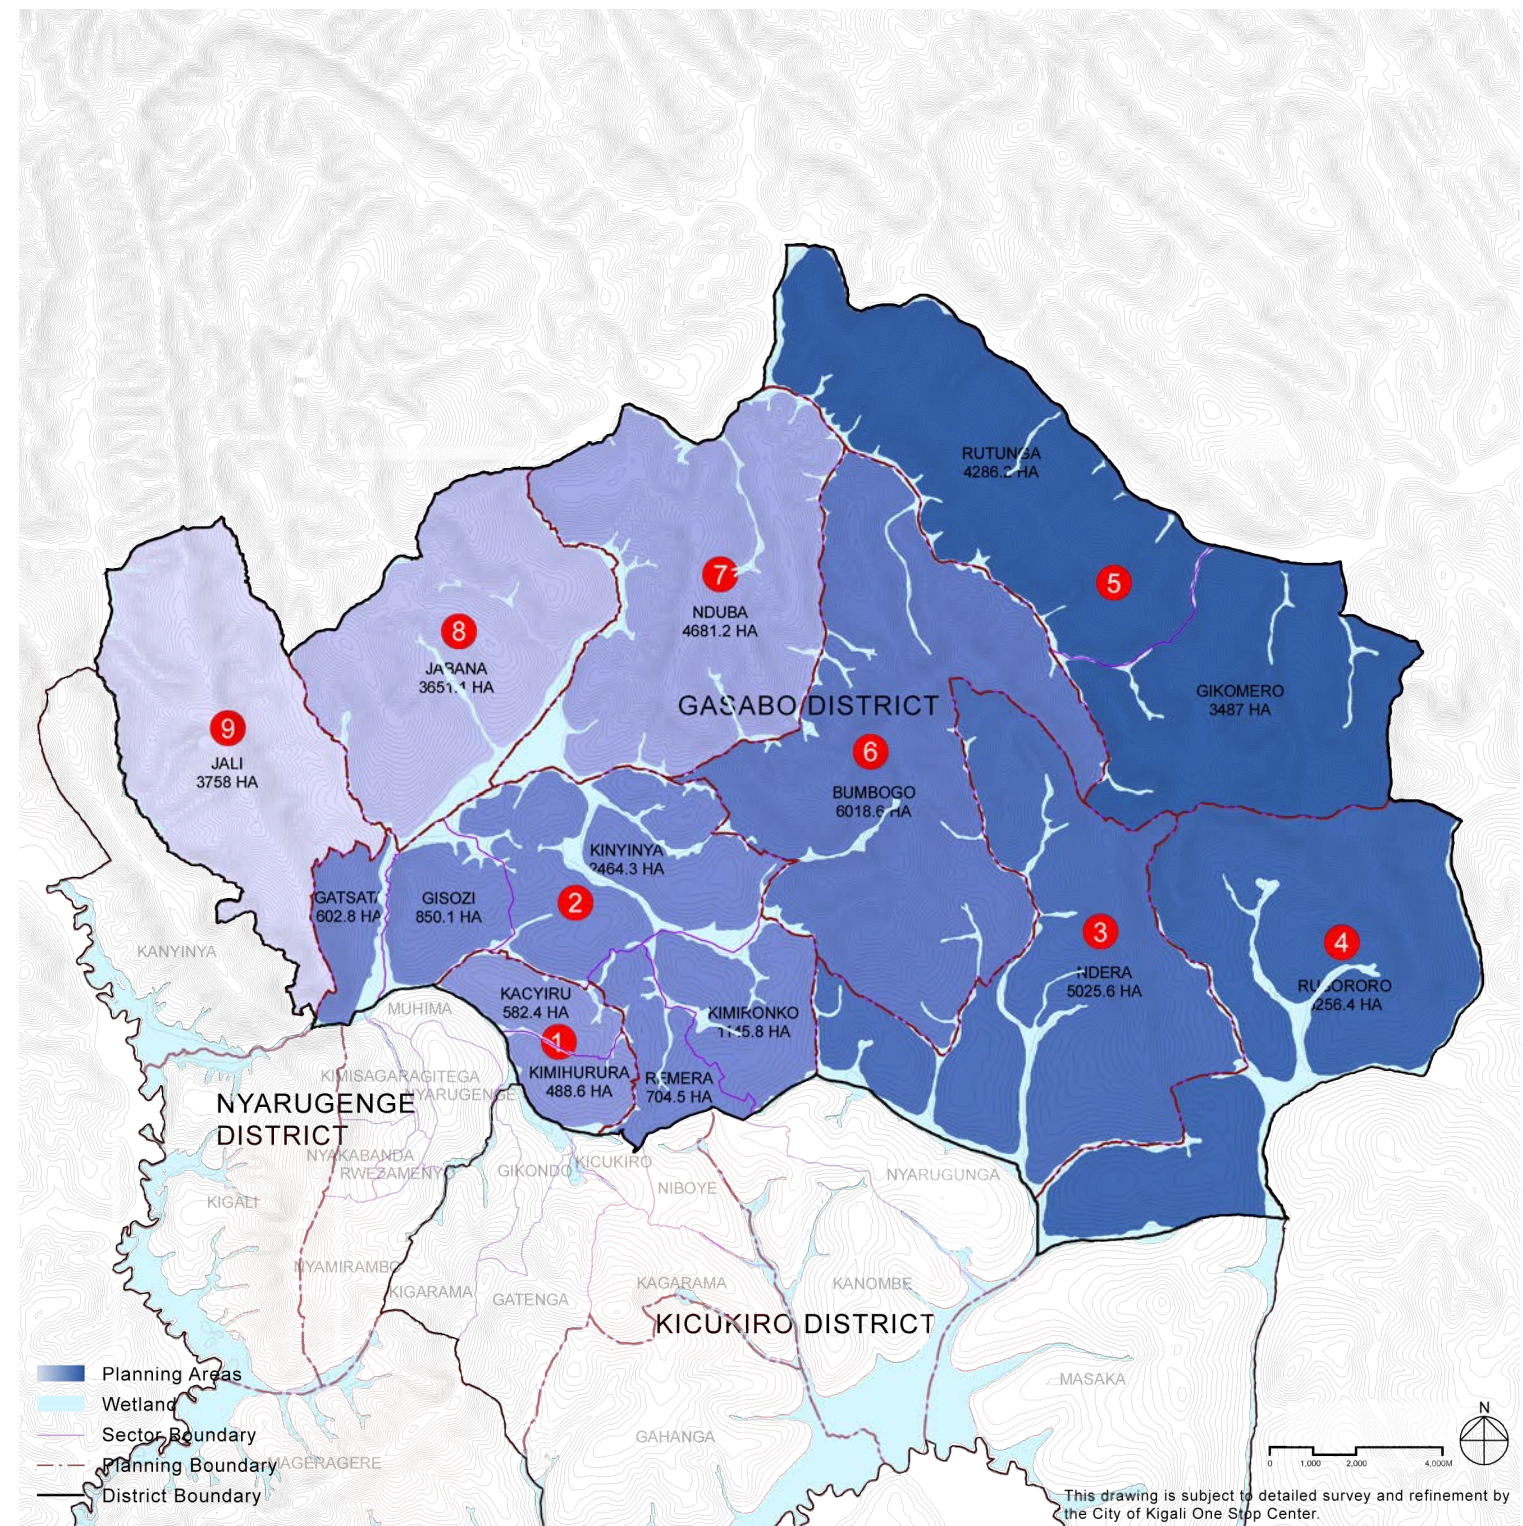 RUTUNGA
4286.2 HA
5
7
NDUBA
4681.2 HA
8
JABANA
3651.1 HA
GIKOMERO
3487 HA
GASABO DISTRICT
9
JALI
3758 HA
6
BUMBOGO
6018.6 HA
KINYINYA
2464.3 HA
GATSATA
602.8 HA
GISOZI
850.1 HA
2
3
NDERA
5025.6 HA
4
RUSORORO
256.4 HA
KANYINYA
KACYIRU
582.4 HA
MUHIMA
KIMIRONKO
1145.8 HA
1
KIMIHURURA
488.6 HA
REMERA
704.5 HA
KIMISAGARA
GITEGA
NYARUGENGE
NYARUGENGE
DISTRICT
NYAKABANDA
RWEZAMENYO
GIKONDO
KICUKIRO
NIBOYE
NYARUGUNGA
KIGALI
NYAMIRAMBO
KIGARAMA
GATENGA
KAGARAMA
KANOMBE
KICUKIRO DISTRICT
MASAKA
GAHANGA
MAGERAGERE
Planning Areas
Wetland
Sector Boundary
Planning Boundary
District Boundary
N
0 1,000 2,000 4,000M
This drawing is subject to detailed survey and refinement by
the City of Kigali One Stop Center.